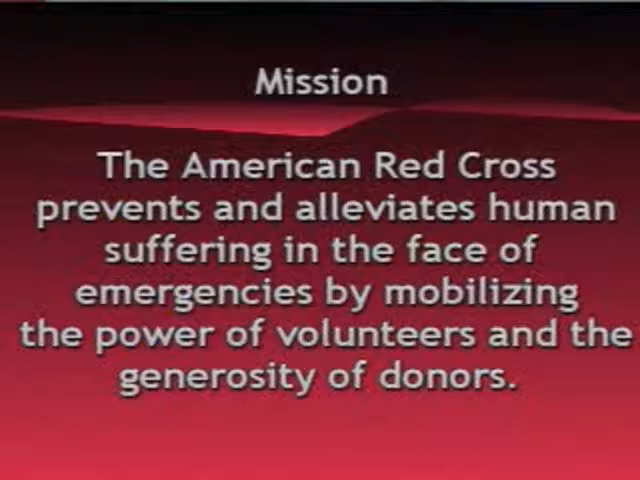 Mission
The American Red Cross
prevents and alleviates human
suffering in the face of
emergencies by mobilizing
the power of volunteers and the
generosity of donors.